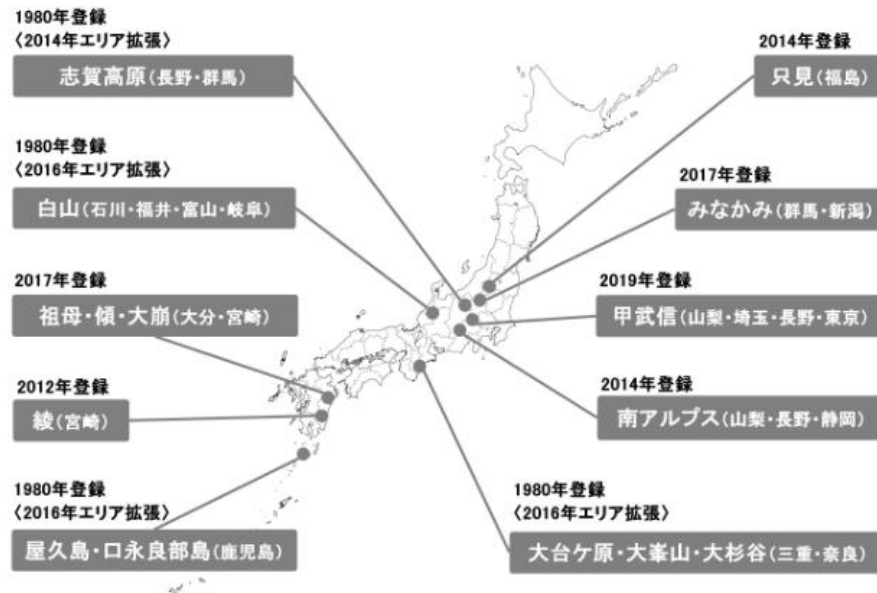 1980年登録
〈2014年エリア拡張〉
志賀高原(長野・群馬)
1980年登録
〈2016年エリア拡張〉
白山(石川・福井・富山・岐阜)
2017年登録
祖母・傾・大崩(大分・宮崎)
2012年登録
綾(宮崎)
1980年登録
〈2016年エリア拡張〉
屋久島・口永良部島(鹿児島)
2014年登録
只見(福島)
2017年登録
みなかみ(群馬・新潟)
2019年登録
甲武信(山梨・埼玉・長野・東京)
2014年登録
南アルプス(山梨・長野・静岡)
1980年登録
〈2016年エリア拡張〉
大台ケ原・大峯山・大杉谷(三重・奈良)